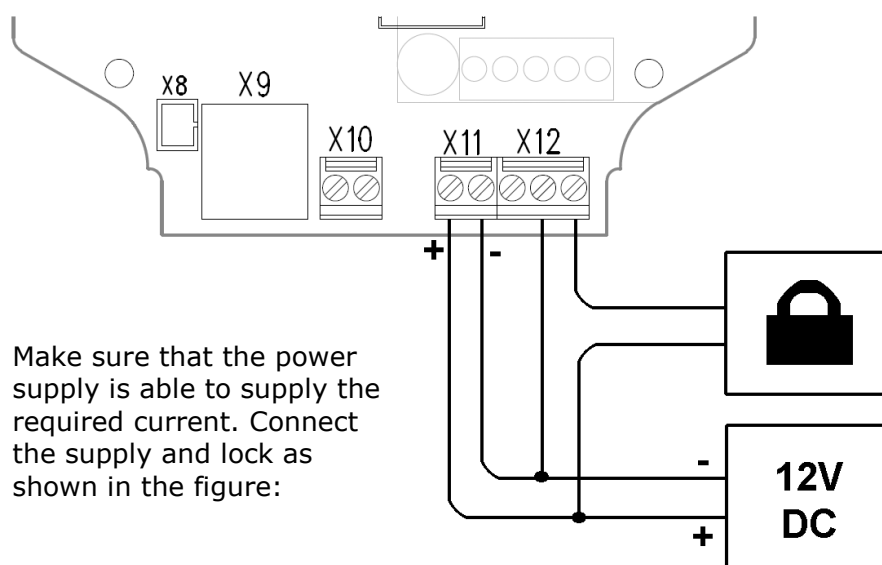 X8
X9
X10
X11
X12
+
-
Make sure that the power
supply is able to supply the
required current. Connect
the supply and lock as
shown in the figure:
-
+
12V
DC